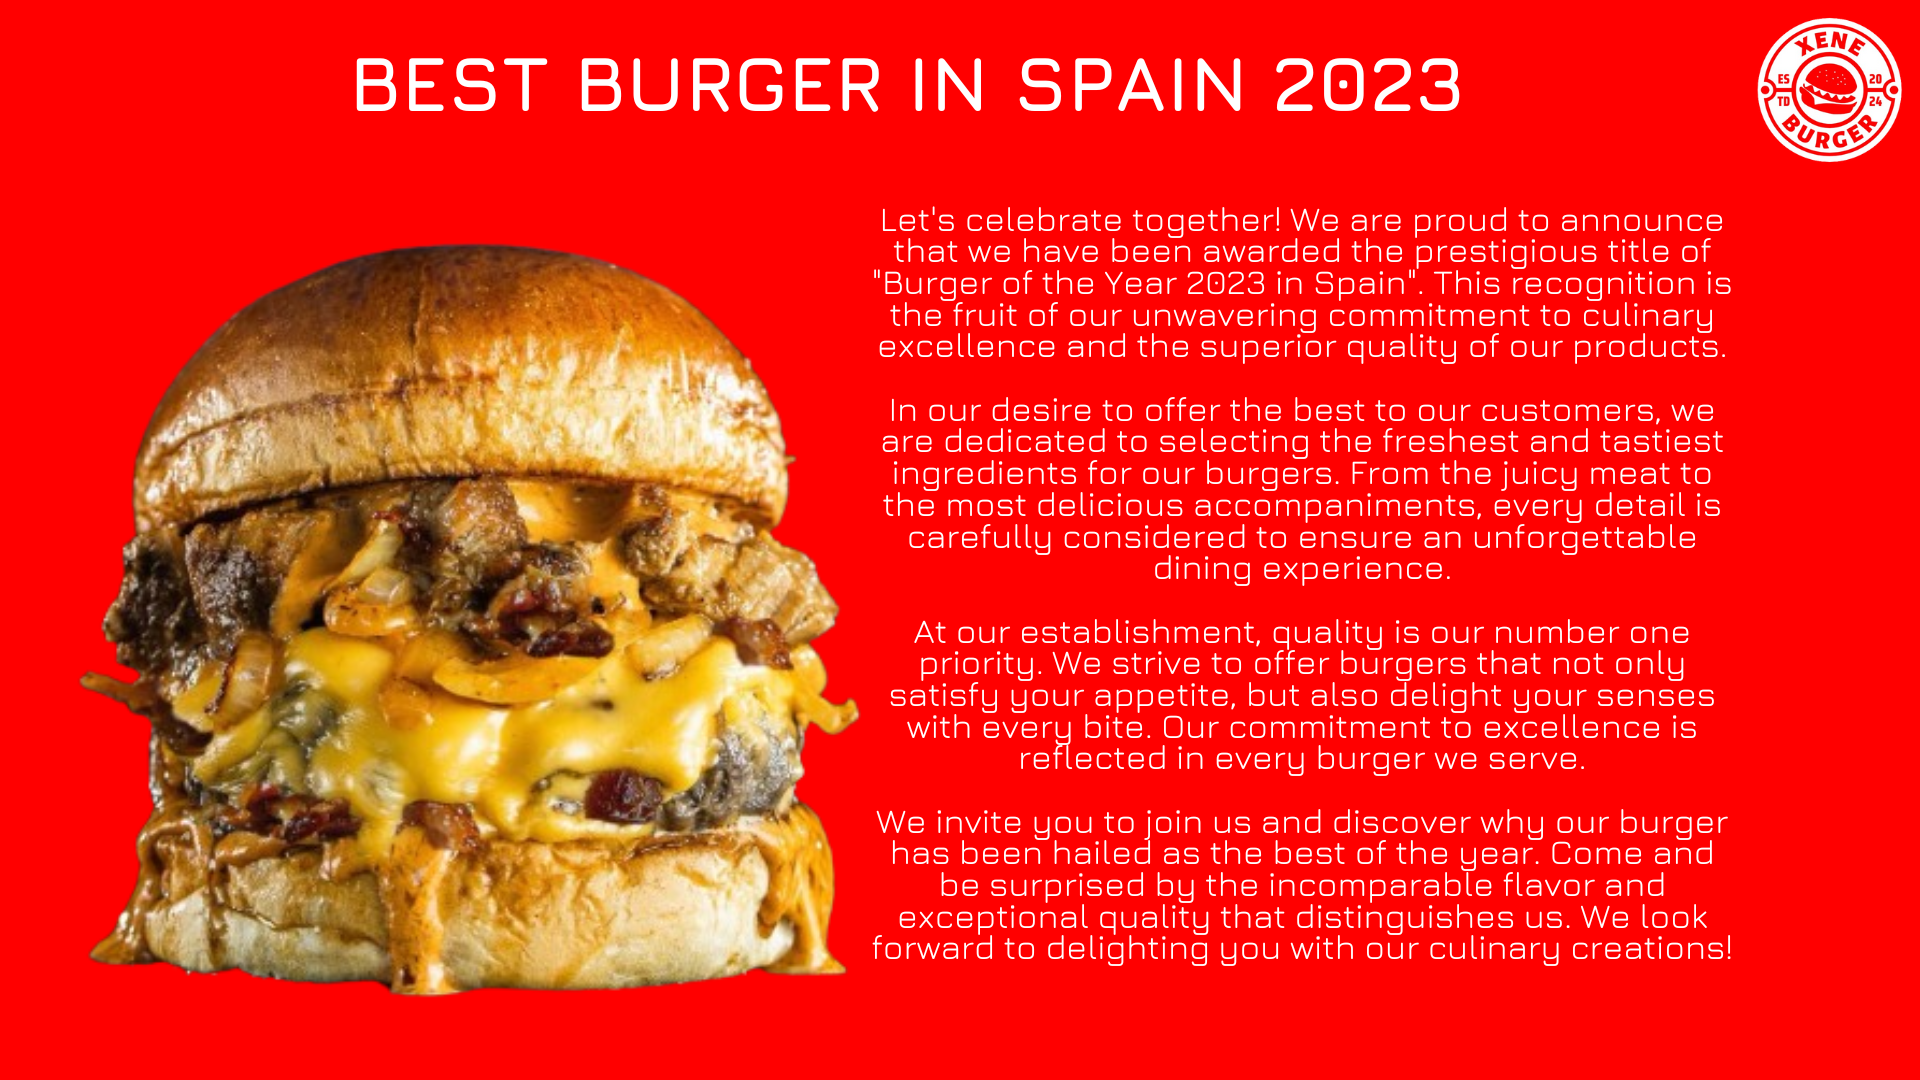 BEST BURGER IN SPAIN 2023
XENE
ES 20
TD 24
BURGER
Let's celebrate together! We are proud to announce
that we have been awarded the prestigious title of
"Burger of the Year 2023 in Spain". This recognition is
the fruit of our unwavering commitment to culinary
excellence and the superior quality of our products.
In our desire to offer the best to our customers, we
are dedicated to selecting the freshest and tastiest
ingredients for our burgers. From the juicy meat to
the most delicious accompaniments, every detail is
carefully considered to ensure an unforgettable
dining experience.
At our establishment, quality is our number one
priority. We strive to offer burgers that not only
satisfy your appetite, but also delight your senses
with every bite. Our commitment to excellence is
reflected in every burger we serve.
We invite you to join us and discover why our burger
has been hailed as the best of the year. Come and
be surprised by the incomparable flavor and
exceptional quality that distinguishes us. We look
forward to delighting you with our culinary creations!